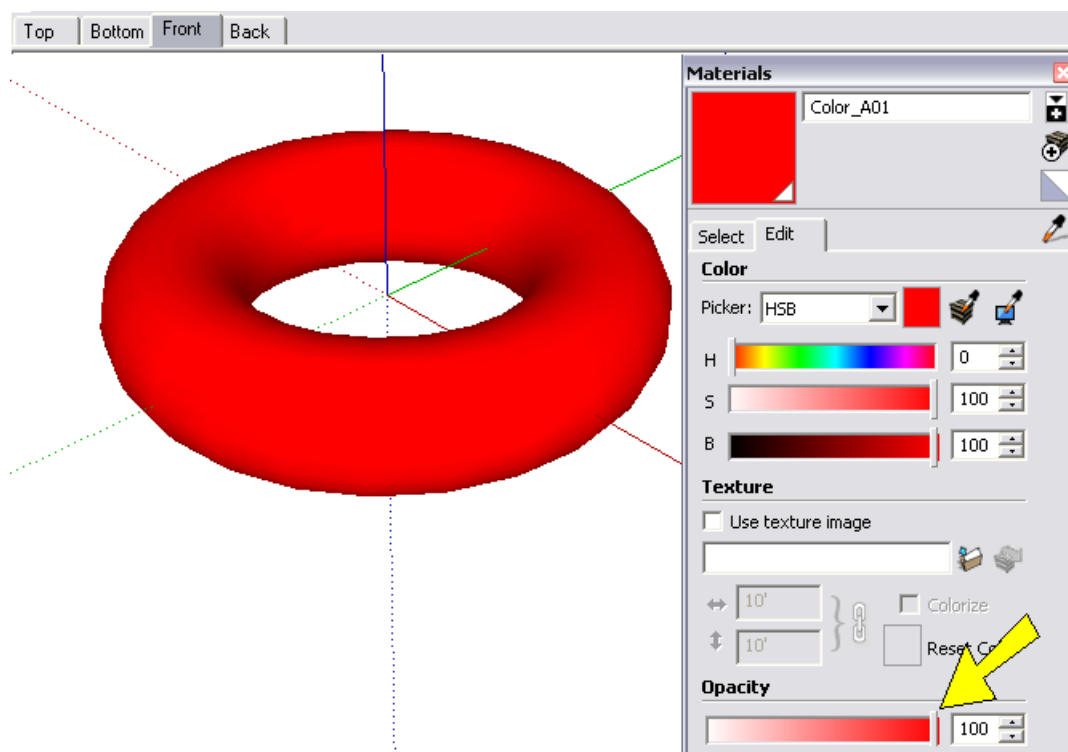 Top Bottom Front Back
Materials
Color_A01
Select Edit
Color
Picker: HSB
H 0
S 100
B 100
Texture
Use texture image
10' Colorize
10' Reset
Opacity
100